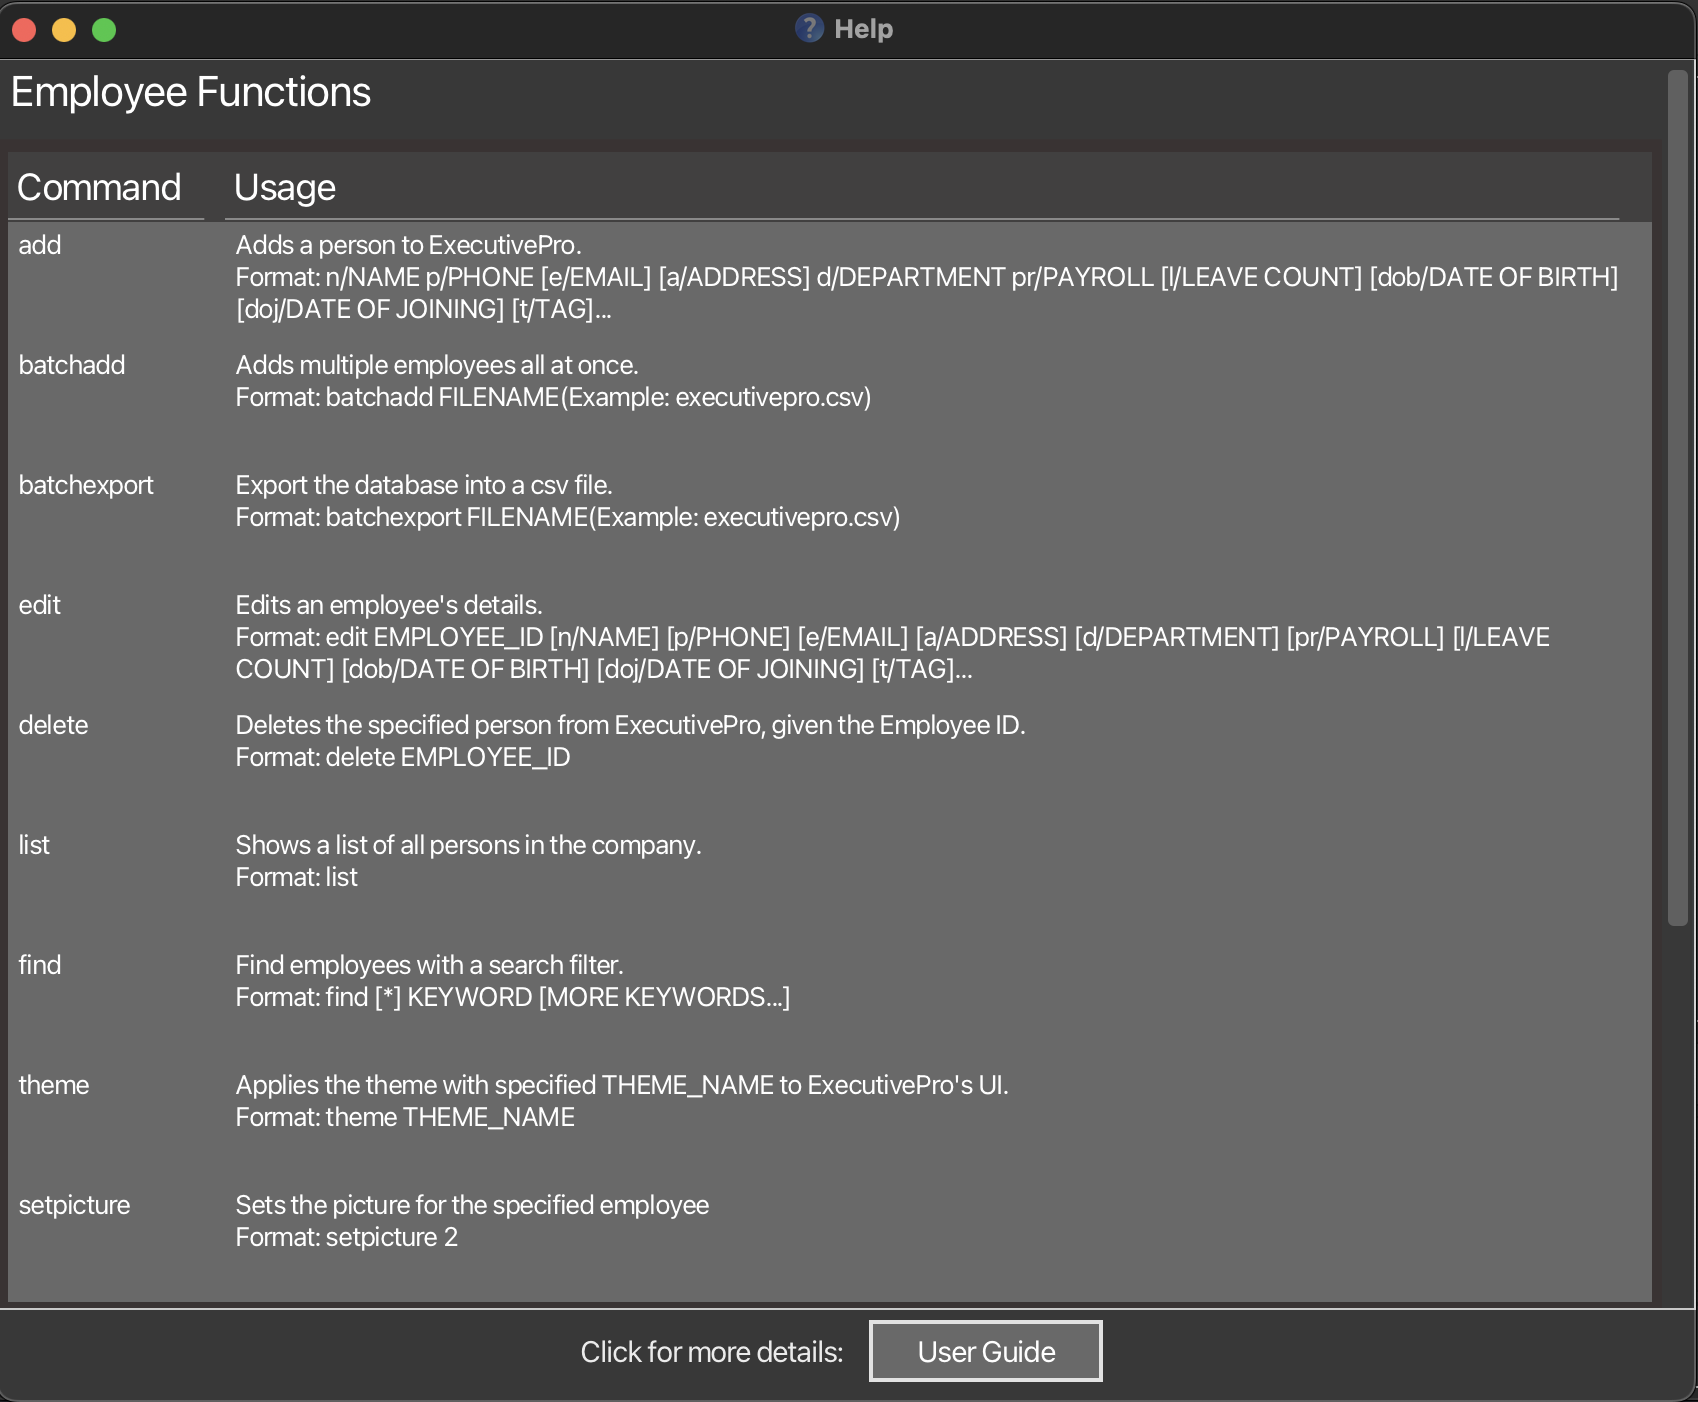 Help
Employee Functions
Command Usage
add
Adds a person to ExecutivePro.
Format: n/NAME p/PHONE [e/EMAIL] [a/ADDRESS] d/DEPARTMENT pr/PAYROLL [l/LEAVE COUNT] [dob/DATE OF BIRTH]
[doj/DATE OF JOINING] [t/TAG]...
batchadd
Adds multiple employees all at once.
Format: batchadd FILENAME(Example: executivepro.csv)
batchexport
Export the database into a csv file.
Format: batchexport FILENAME(Example: executivepro.csv)
edit
Edits an employee's details.
Format: edit EMPLOYEE_ID [n/NAME] [p/PHONE] [e/EMAIL] [a/ADDRESS] [d/DEPARTMENT] [pr/PAYROLL] [l/LEAVE
COUNT] [dob/DATE OF BIRTH] [doj/DATE OF JOINING] [t/TAG]...
delete
Deletes the specified person from ExecutivePro, given the Employee ID.
Format: delete EMPLOYEE_ID
list
Shows a list of all persons in the company.
Format: list
find
Find employees with a search filter.
Format: find [*] KEYWORD [MORE KEYWORDS...]
theme
Applies the theme with specified THEME_NAME to ExecutivePro's UI.
Format: theme THEME_NAME
setpicture
Sets the picture for the specified employee
Format: setpicture 2
Click for more details: User Guide